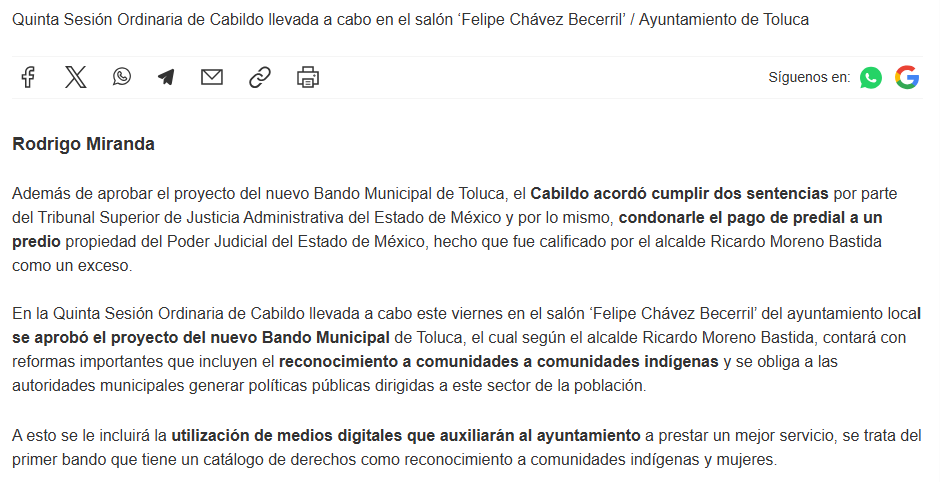 Quinta Sesión Ordinaria de Cabildo llevada a cabo en el salón ‘Felipe Chávez Becerril’ / Ayuntamiento de Toluca
Síguenos en:
Rodrigo Miranda
Además de aprobar el proyecto del nuevo Bando Municipal de Toluca, el Cabildo acordó cumplir dos sentencias por parte
del Tribunal Superior de Justicia Administrativa del Estado de México y por lo mismo, condonarle el pago de predial a un
predio propiedad del Poder Judicial del Estado de México, hecho que fue calificado por el alcalde Ricardo Moreno Bastida
como un exceso.
En la Quinta Sesión Ordinaria de Cabildo llevada a cabo este viernes en el salón ‘Felipe Chávez Becerril’ del ayuntamiento local
se aprobó el proyecto del nuevo Bando Municipal de Toluca, el cual según el alcalde Ricardo Moreno Bastida, contará con
reformas importantes que incluyen el reconocimiento a comunidades a comunidades indígenas y se obliga a las
autoridades municipales generar políticas públicas dirigidas a este sector de la población.
A esto se le incluirá la utilización de medios digitales que auxiliarán al ayuntamiento a prestar un mejor servicio, se trata del
primer bando que tiene un catálogo de derechos como reconocimiento a comunidades indígenas y mujeres.